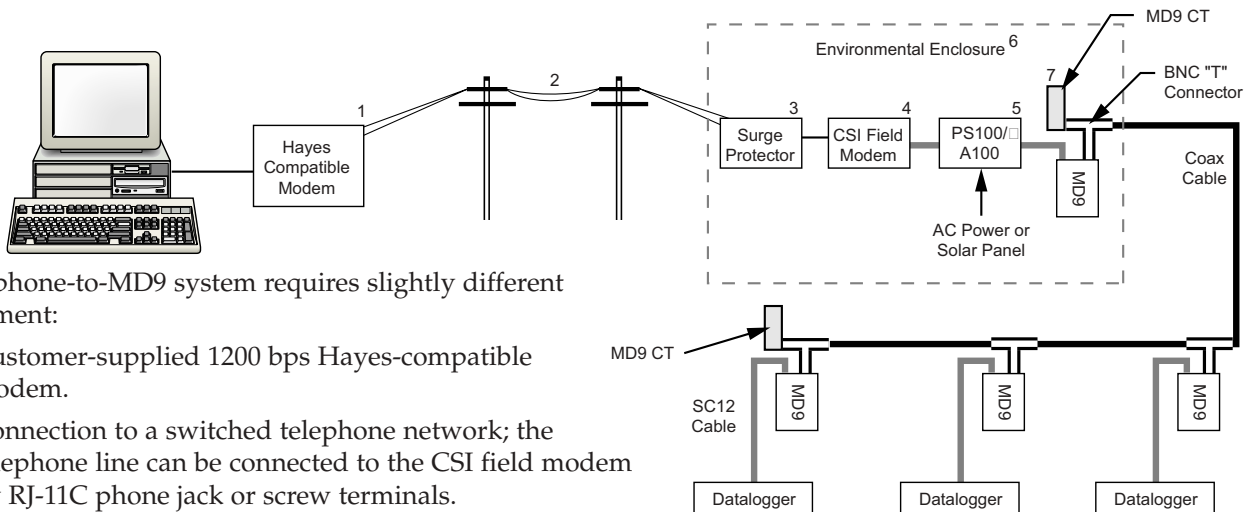 MD9 CT
Environmental Enclosure 6
7
BNC "T"
Connector
1
2
3
4
5
Hayes
Compatible
Modem
Surge
Protector
CSI Field
Modem
PS100/
A100
MD9
Coax
Cable
AC Power or
Solar Panel
phone-to-MD9 system requires slightly different
ment:
ustomer-supplied 1200 bps Hayes-compatible
odem.
onnection to a switched telephone network; the
lephone line can be connected to the CSI field modem
RJ-11C phone jack or screw terminals.
MD9 CT
MD9
MD9
MD9
SC12
Cable
Datalogger
Datalogger
Datalogger